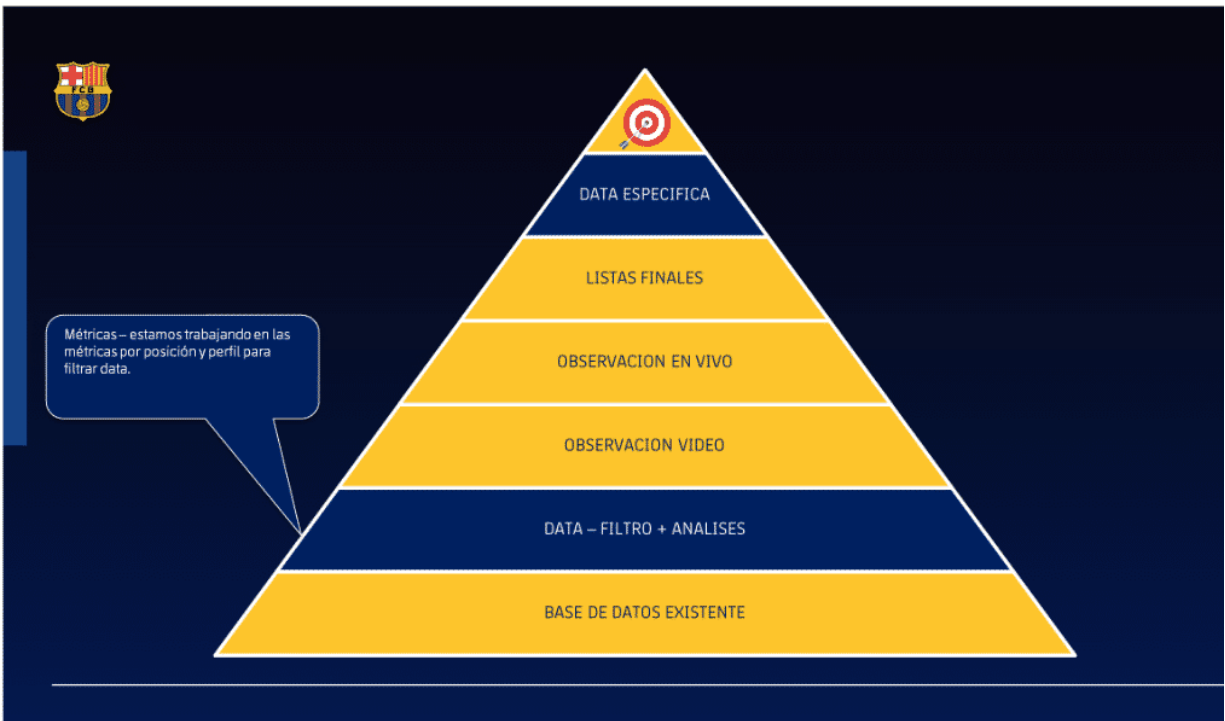 FCB
DATA ESPECIFICA
LISTAS FINALES
Métricas – estamos trabajando en las
métricas por posición y perfil para
filtrar data.
OBSERVACION EN VIVO
OBSERVACION VIDEO
DATA – FILTRO + ANALISES
BASE DE DATOS EXISTENTE